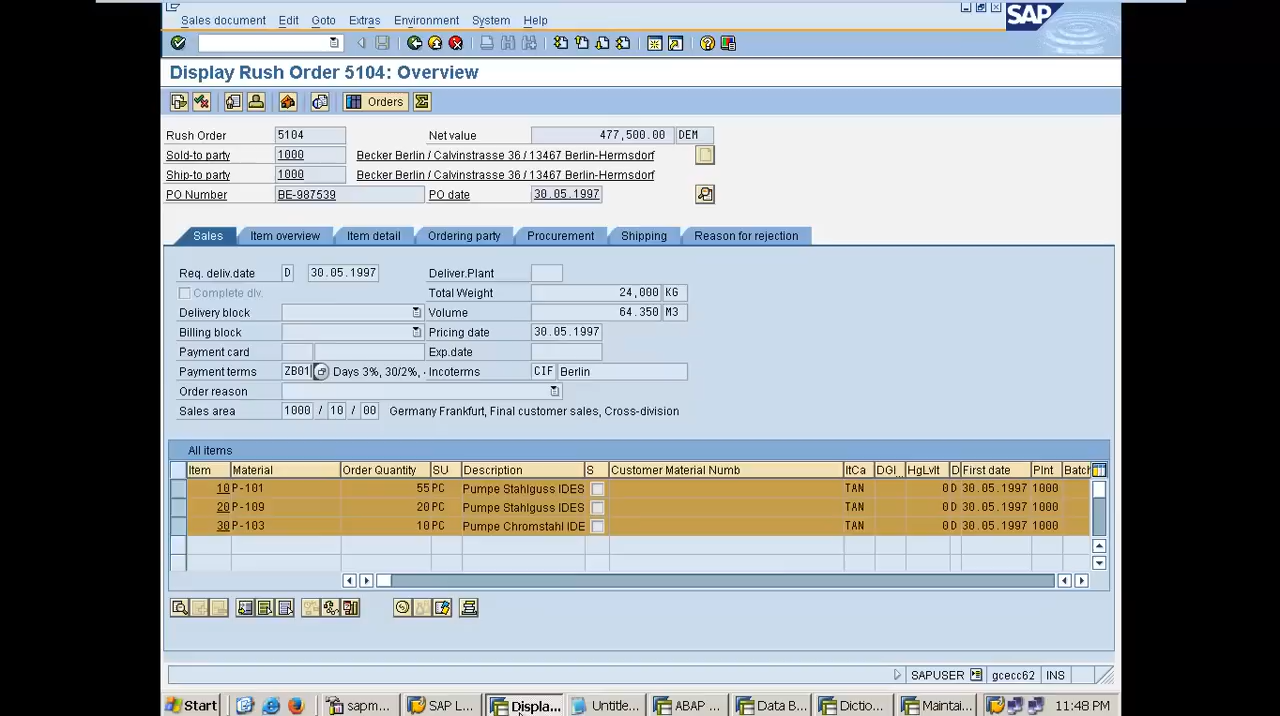 Sales document Edit Goto Extras Environment System Help
SAP
Display Rush Order 5104: Overview
Orders
Rush Order 5104 Net value 477,500.00 DEM
Sold-to party 1000 Becker Berlin / Calvinstrasse 36 / 13467 Berlin-Hermsdorf
Ship-to party 1000 Becker Berlin / Calvinstrasse 36 / 13467 Berlin-Hermsdorf
PO Number BE-987539 PO date 30.05.1997
Sales Item overview Item detail Ordering party Procurement Shipping Reason for rejection
Req. deliv.date D 30.05.1997 Deliver.Plant
Complete dlv. Total Weight 24,000 KG
Delivery block Volume 64.350 M3
Billing block Pricing date 30.05.1997
Payment card Exp.date
Payment terms ZB01 Days 3%, 30/2%, Incoterms CIF Berlin
Order reason
Sales area 1000 / 10 / 00 Germany Frankfurt, Final customer sales, Cross-division
All items
Item Material Order Quantity SU Description S Customer Material Numb ItCa DGI... HgLvIt D First date Plnt Batch
10 P-101 55 PC Pumpe Stahlguss IDES TAN 0 D 30.05.1997 1000
20 P-109 20 PC Pumpe Stahlguss IDES TAN 0 D 30.05.1997 1000
30 P-103 10 PC Pumpe Chromstahl IDE TAN 0 D 30.05.1997 1000
SAPUSER gcecc62 INS
Start sapm... SAP L... Displa... Untitle... ABAP ... Data B... Dictio... Maintai... 11:48 PM